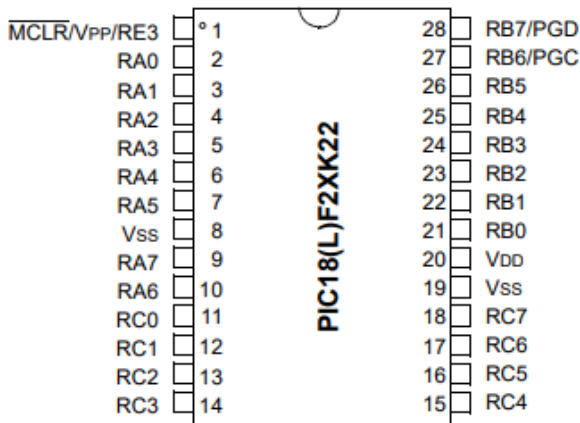 MCLR/VPP/RE3 1 28 RB7/PGD
RA0 2 27 RB6/PGC
RA1 3 26 RB5
RA2 4 25 RB4
RA3 5 24 RB3
RA4 6 23 RB2
RA5 7 22 RB1
VSS 8 21 RB0
RA7 9 20 VDD
RA6 10 19 VSS
RC0 11 18 RC7
RC1 12 17 RC6
RC2 13 16 RC5
RC3 14 15 RC4
PIC18(L)F2XK22